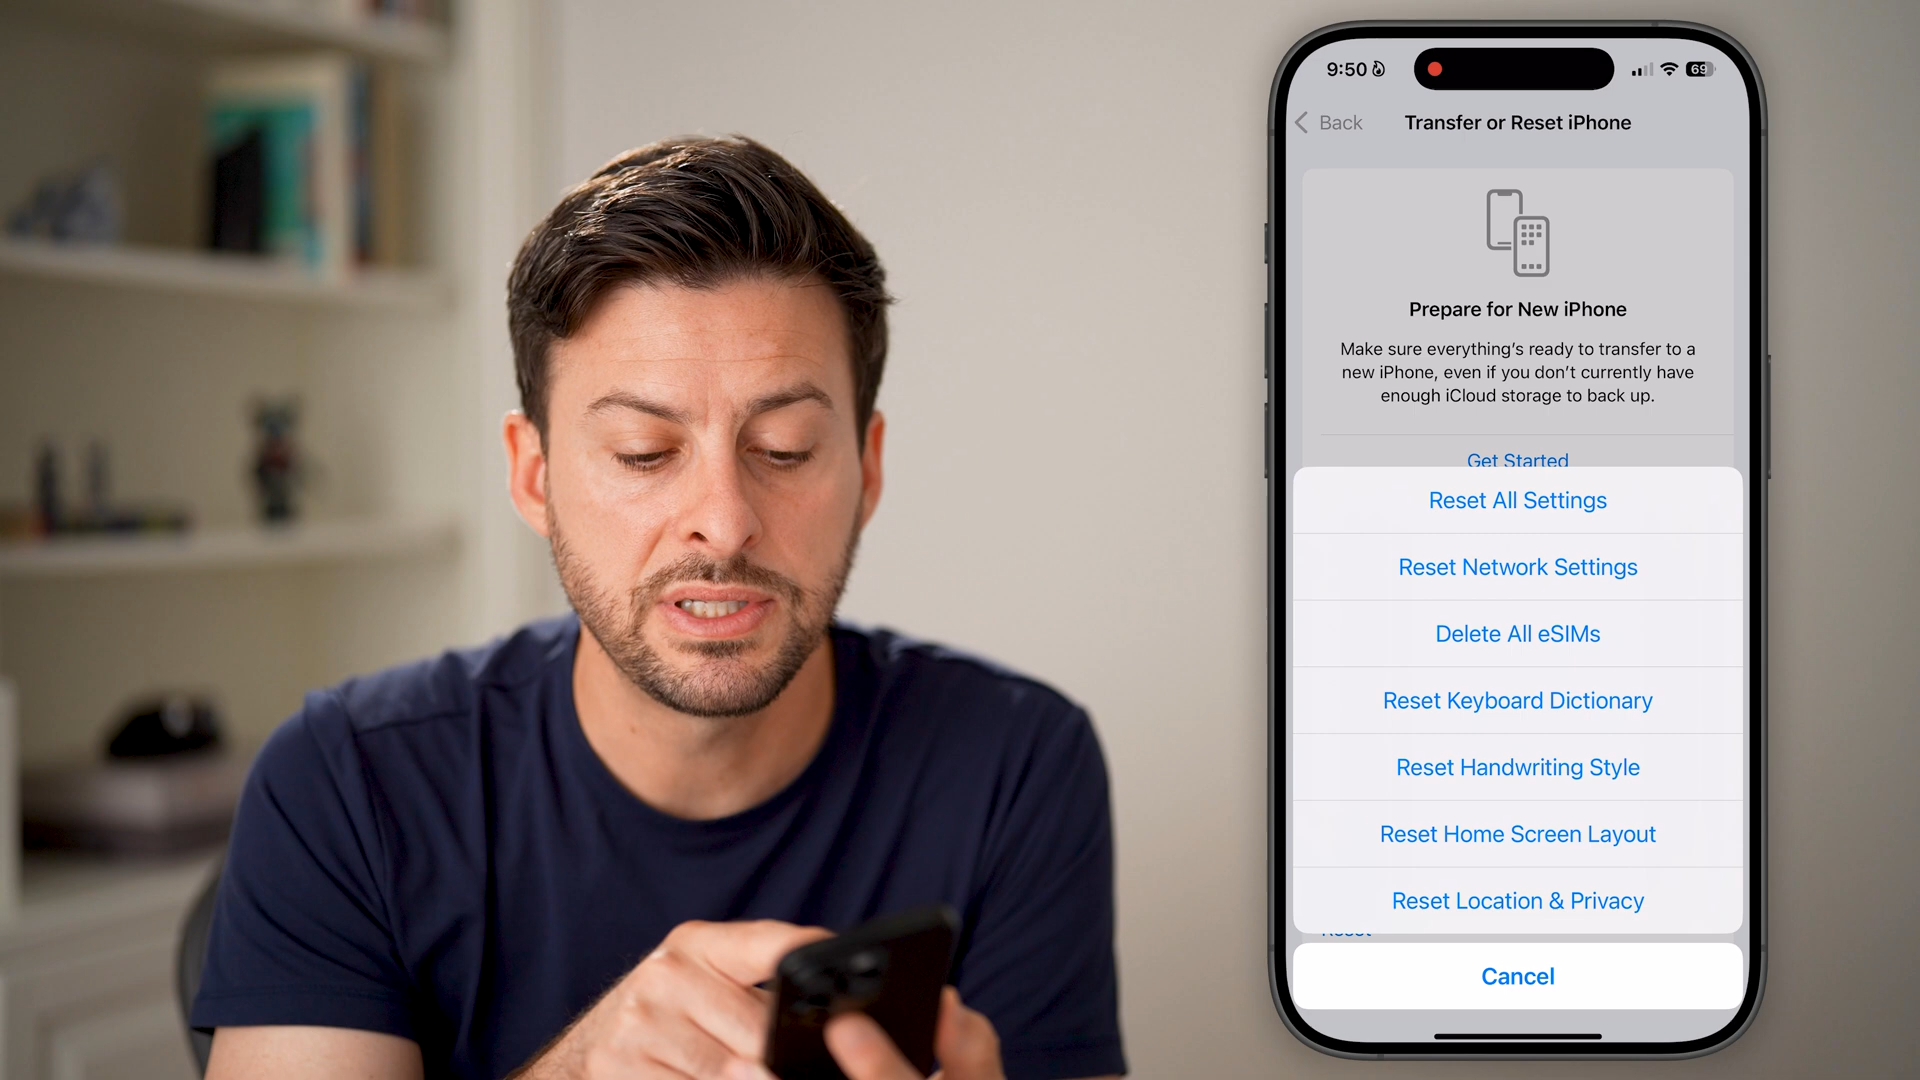 9:50
69
Back
Transfer or Reset iPhone
Prepare for New iPhone
Make sure everything’s ready to transfer to a
new iPhone, even if you don’t currently have
enough iCloud storage to back up.
Get Started
Reset All Settings
Reset Network Settings
Delete All eSIMs
Reset Keyboard Dictionary
Reset Handwriting Style
Reset Home Screen Layout
Reset Location & Privacy
Reset
Cancel